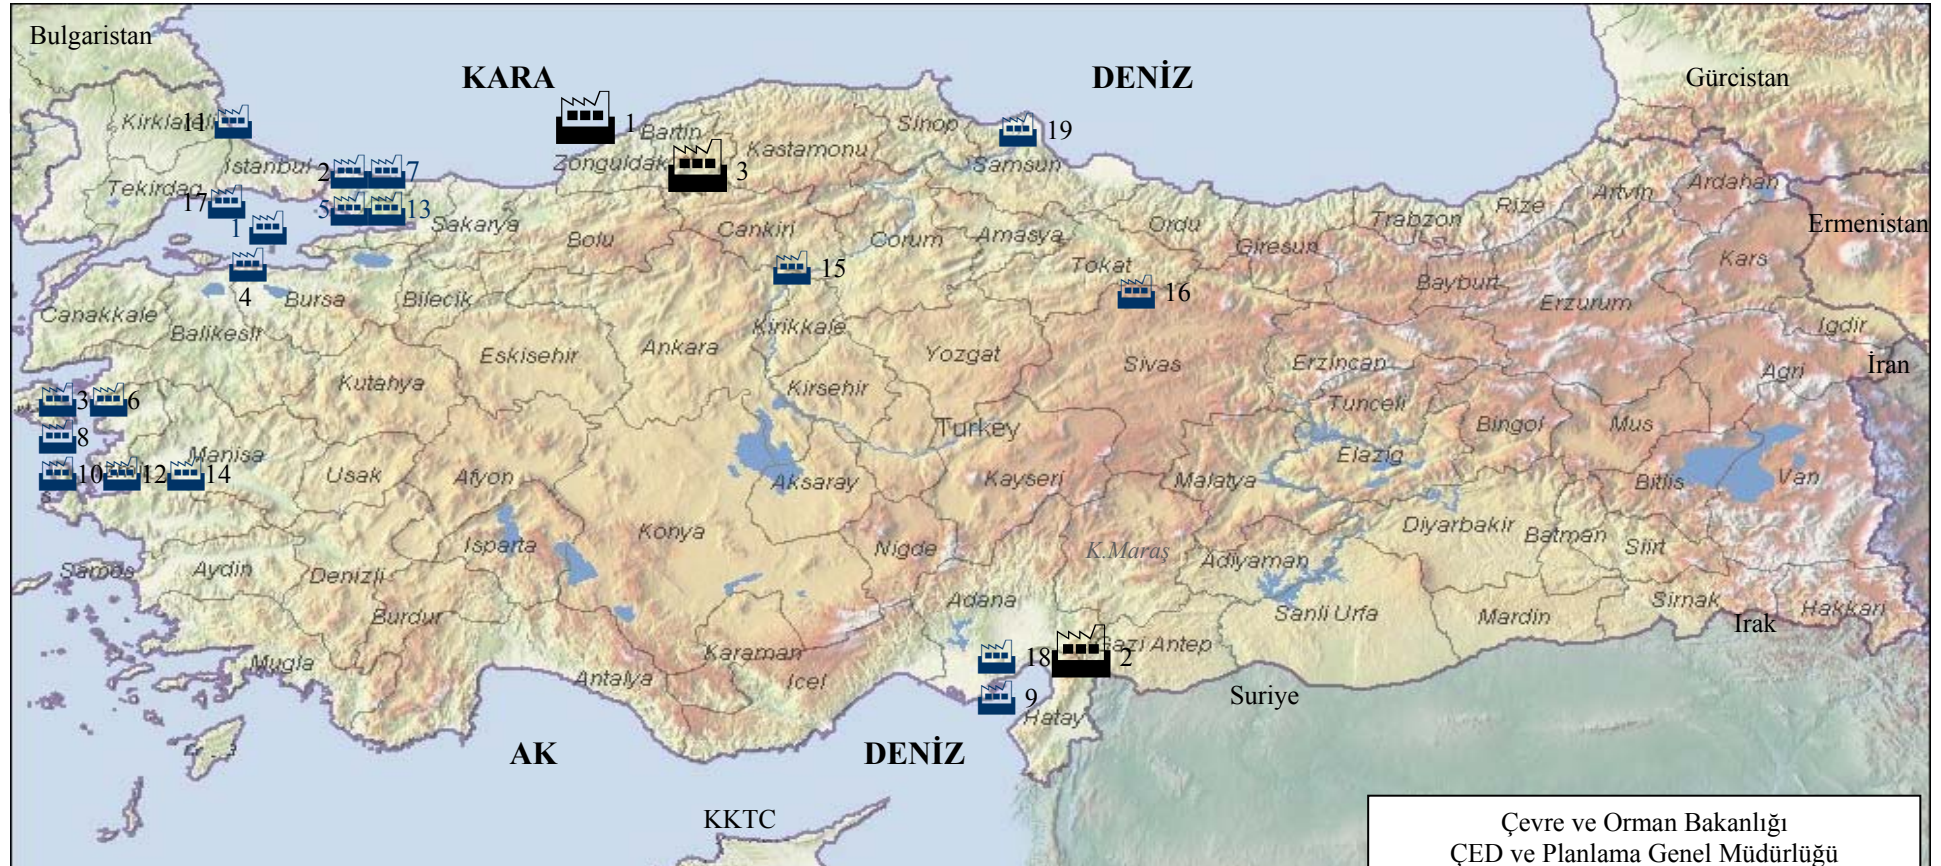 Bulgaristan
KARA DENİZ
Gürcistan
11
Kirklareli
1
Bartin
Sinop
19
Istanbul
2
7
Zonguldak
3
Kastamonu
Samsun
Tekirdag
17
5
13
Ardahan
Artvin
Rize
Trabzon
Ordu
Giresun
Ermenistan
1
Sakarya
Bolu
Cankiri
Corum
Amasya
Kars
4
15
Tokat
16
Bayburt
Erzurum
Canakkale
Bursa
Bilecik
Balikesir
Kirikkale
Igdir
Eskisehir
Ankara
Yozgat
Sivas
Erzincan
İran
Agri
Kutahya
Kirsehir
3
6
Tunceli
Bingol
Mus
8
Turkey
Manisa
Elazig
10
12
14
Usak
Afyon
Aksaray
Kayseri
Malatya
Bitlis
Van
Konya
Diyarbakir
Batman
Siirt
Isparta
Nigde
K.Maraş
Adiyaman
Samos
Aydin
Denizli
Adana
Burdur
Sanli Urfa
Mardin
Sirnak
Hakkari
Irak
Mugla
Antalya
Karaman
Icel
18
Gazi Antep
2
9
Hatay
Suriye
AK DENİZ
KKTC
Çevre ve Orman Bakanlığı
ÇED ve Planlama Genel Müdürlüğü